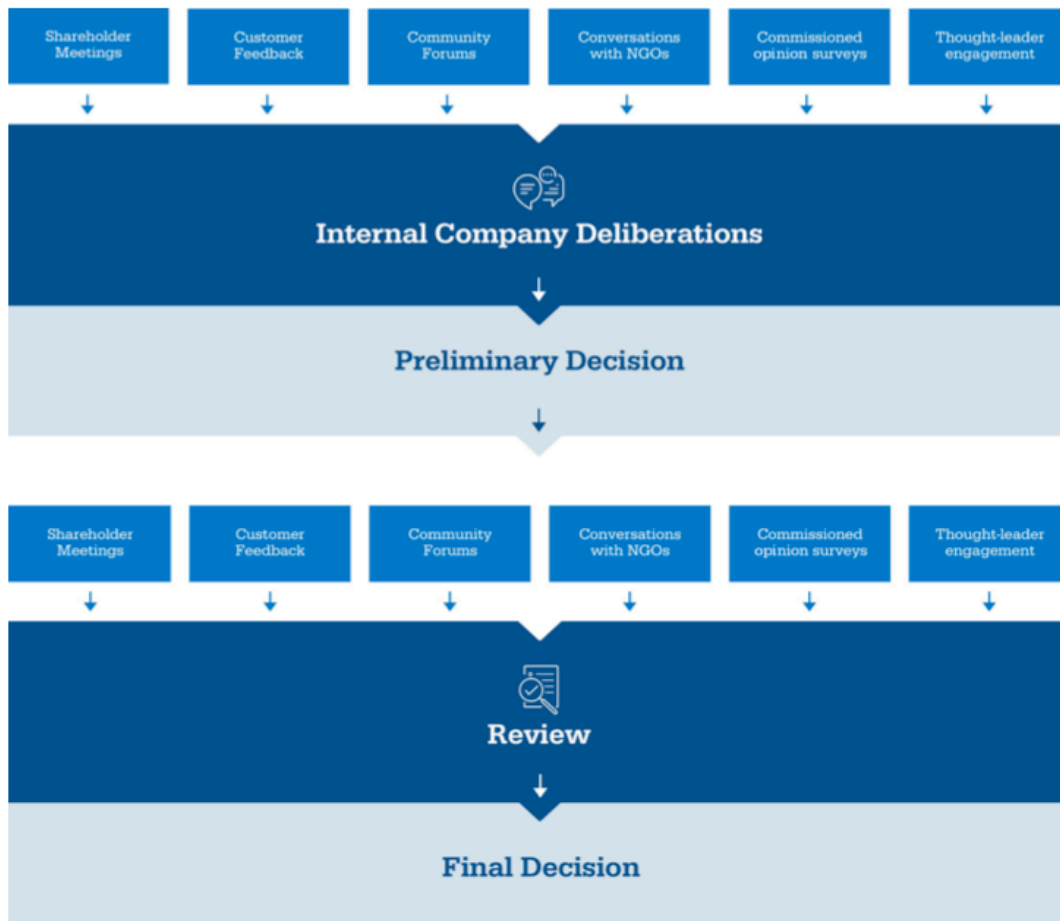 Shareholder
Meetings
Customer
Feedback
Community
Forums
Conversations
with NGOs
Commissioned
opinion surveys
Thought-leader
engagement
Internal Company Deliberations
Preliminary Decision
Shareholder
Meetings
Customer
Feedback
Community
Forums
Conversations
with NGOs
Commissioned
opinion surveys
Thought-leader
engagement
Review
Final Decision